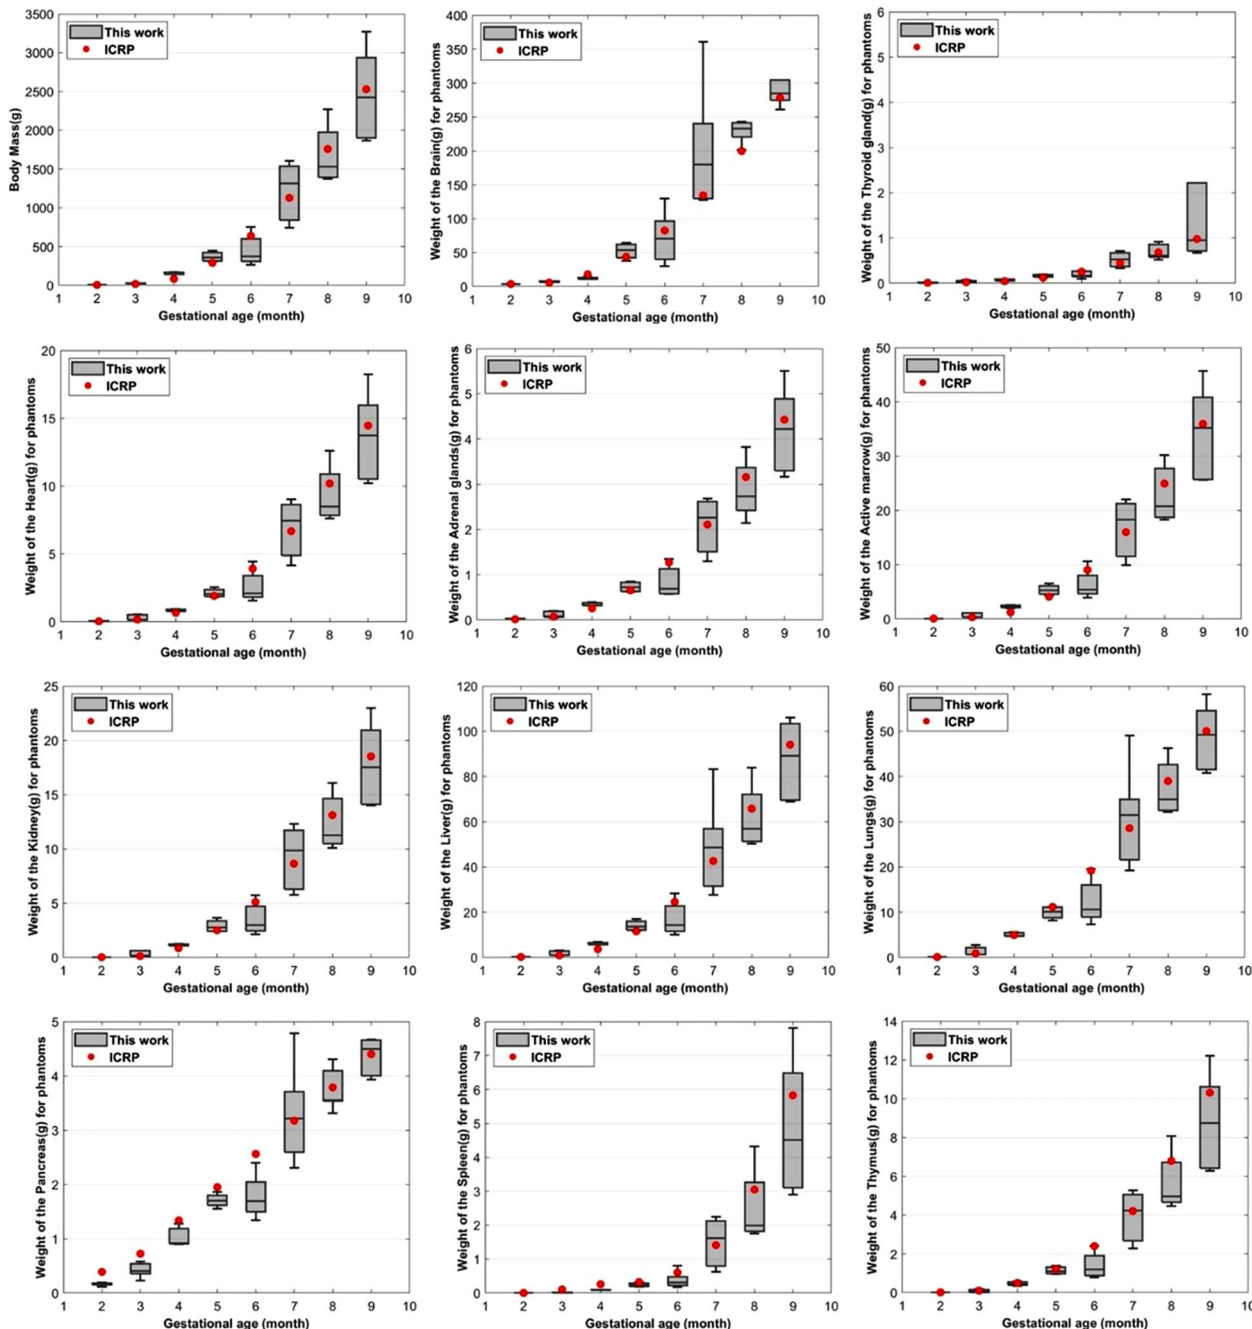 This work
ICRP
Body Mass(g)
3500
3000
2500
2000
1500
1000
500
0
1 2 3 4 5 6 7 8 9 10
Gestational age (month)
This work
ICRP
Weight of the Brain(g) for phantoms
400
350
300
250
200
150
100
50
0
1 2 3 4 5 6 7 8 9 10
Gestational age (month)
This work
ICRP
Weight of the Thyroid gland(g) for phantoms
6
5
4
3
2
1
0
1 2 3 4 5 6 7 8 9 10
Gestational age (month)
This work
ICRP
Weight of the Heart(g) for phantoms
20
15
10
5
0
1 2 3 4 5 6 7 8 9 10
Gestational age (month)
This work
ICRP
Weight of the Adrenal glands(g) for phantoms
6
5
4
3
2
1
0
1 2 3 4 5 6 7 8 9 10
Gestational age (month)
This work
ICRP
Weight of the Active marrow(g) for phantoms
50
40
30
20
10
0
1 2 3 4 5 6 7 8 9 10
Gestational age (month)
This work
ICRP
Weight of the Kidney(g) for phantoms
25
20
15
10
5
0
1 2 3 4 5 6 7 8 9 10
Gestational age (month)
This work
ICRP
Weight of the Liver(g) for phantoms
120
100
80
60
40
20
0
1 2 3 4 5 6 7 8 9 10
Gestational age (month)
This work
ICRP
Weight of the Lungs(g) for phantoms
60
50
40
30
20
10
0
1 2 3 4 5 6 7 8 9 10
Gestational age (month)
This work
ICRP
Weight of the Pancreas(g) for phantoms
5
4
3
2
1
0
1 2 3 4 5 6 7 8 9 10
Gestational age (month)
This work
ICRP
Weight of the Spleen(g) for phantoms
8
7
6
5
4
3
2
1
0
1 2 3 4 5 6 7 8 9 10
Gestational age (month)
This work
ICRP
Weight of the Thymus(g) for phantoms
14
12
10
8
6
4
2
0
1 2 3 4 5 6 7 8 9 10
Gestational age (month)